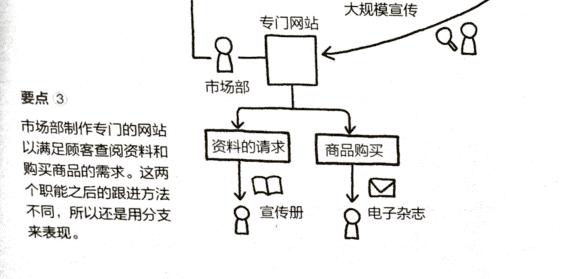 专门网站
大规模宣传
市场部
要点 ③
市场部制作专门的网站
以满足顾客查阅资料和
购买商品的需求。这两
个职能之后的跟进方法
不同，所以还是用分支
来表现。
资料的请求
商品购买
宣传册
电子杂志